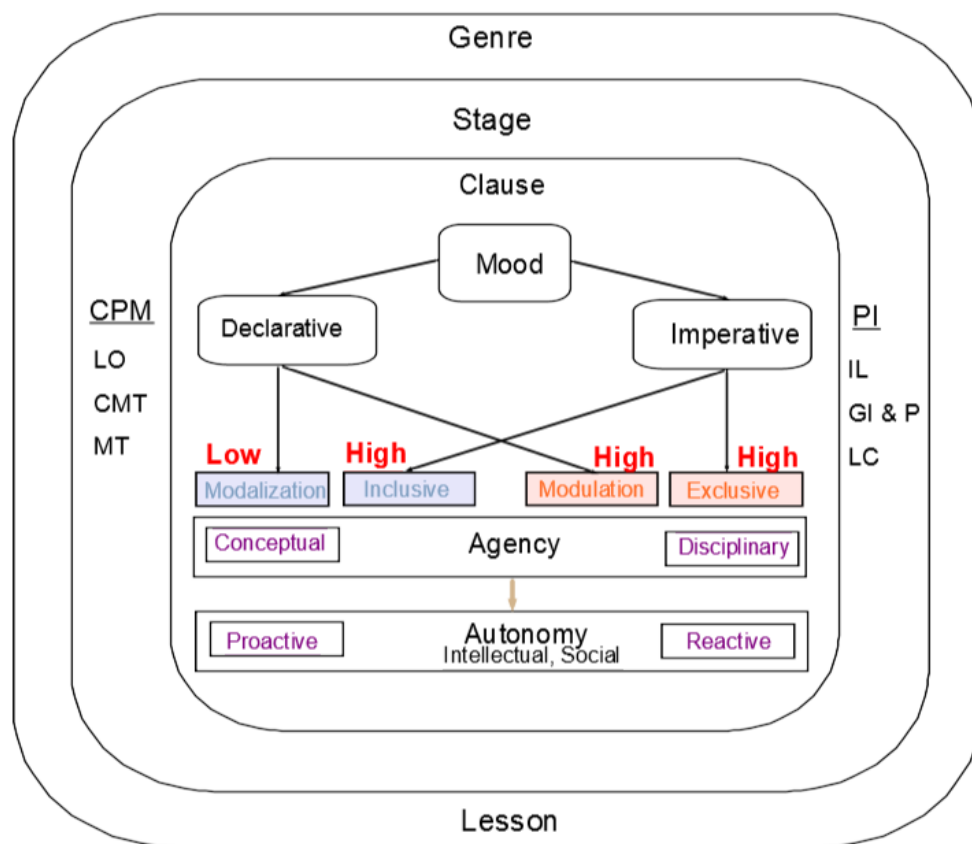 Genre
Stage
Clause
Mood
CPM
LO
CMT
MT
Declarative
Imperative
PI
IL
GI & P
LC
Low
High
High
High
Modalization
Inclusive
Modulation
Exclusive
Conceptual
Agency
Disciplinary
Proactive
Autonomy
Intellectual, Social
Reactive
Lesson